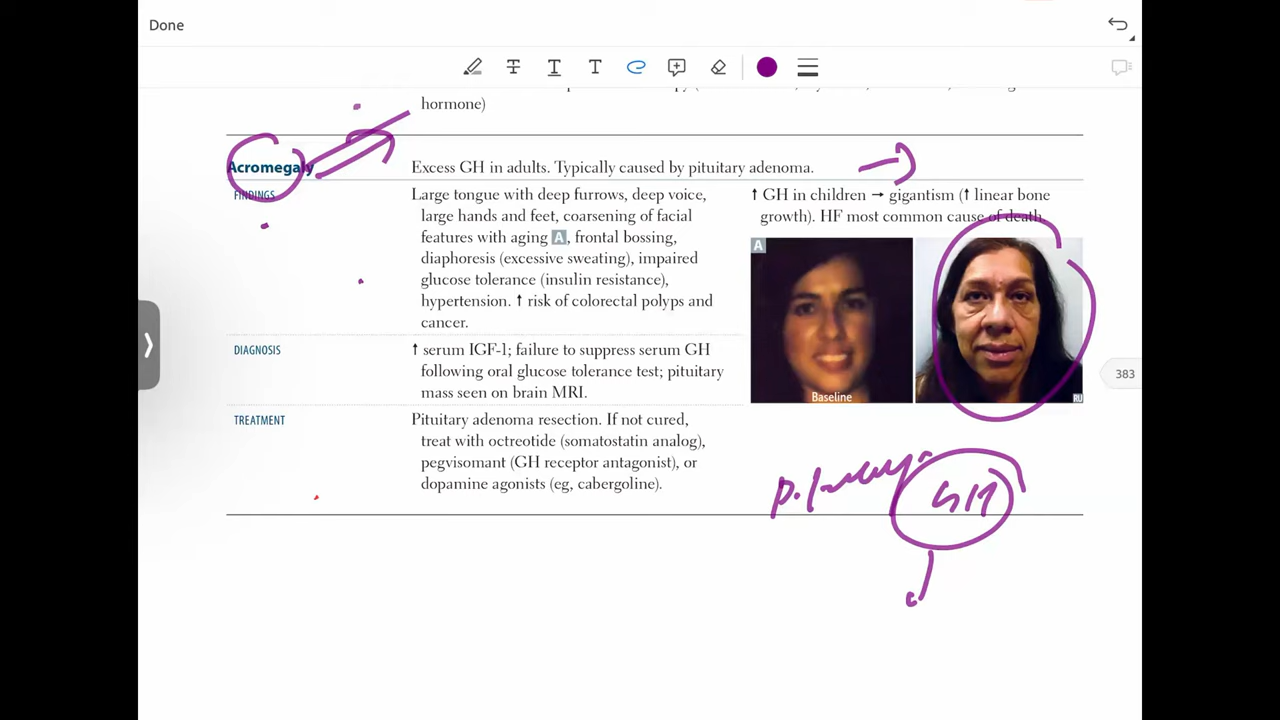 Done
hormone)
Acromegaly
Excess GH in adults. Typically caused by pituitary adenoma.
FINDINGS
Large tongue with deep furrows, deep voice,
large hands and feet, coarsening of facial
features with aging A, frontal bossing,
diaphoresis (excessive sweating), impaired
glucose tolerance (insulin resistance),
hypertension. ↑ risk of colorectal polyps and
cancer.
↑ GH in children → gigantism (↑ linear bone
growth). HF most common cause of death.
A
Baseline
RU
383
DIAGNOSIS
↑ serum IGF-1; failure to suppress serum GH
following oral glucose tolerance test; pituitary
mass seen on brain MRI.
TREATMENT
Pituitary adenoma resection. If not cured,
treat with octreotide (somatostatin analog),
pegvisomant (GH receptor antagonist), or
dopamine agonists (eg, cabergoline).
GH